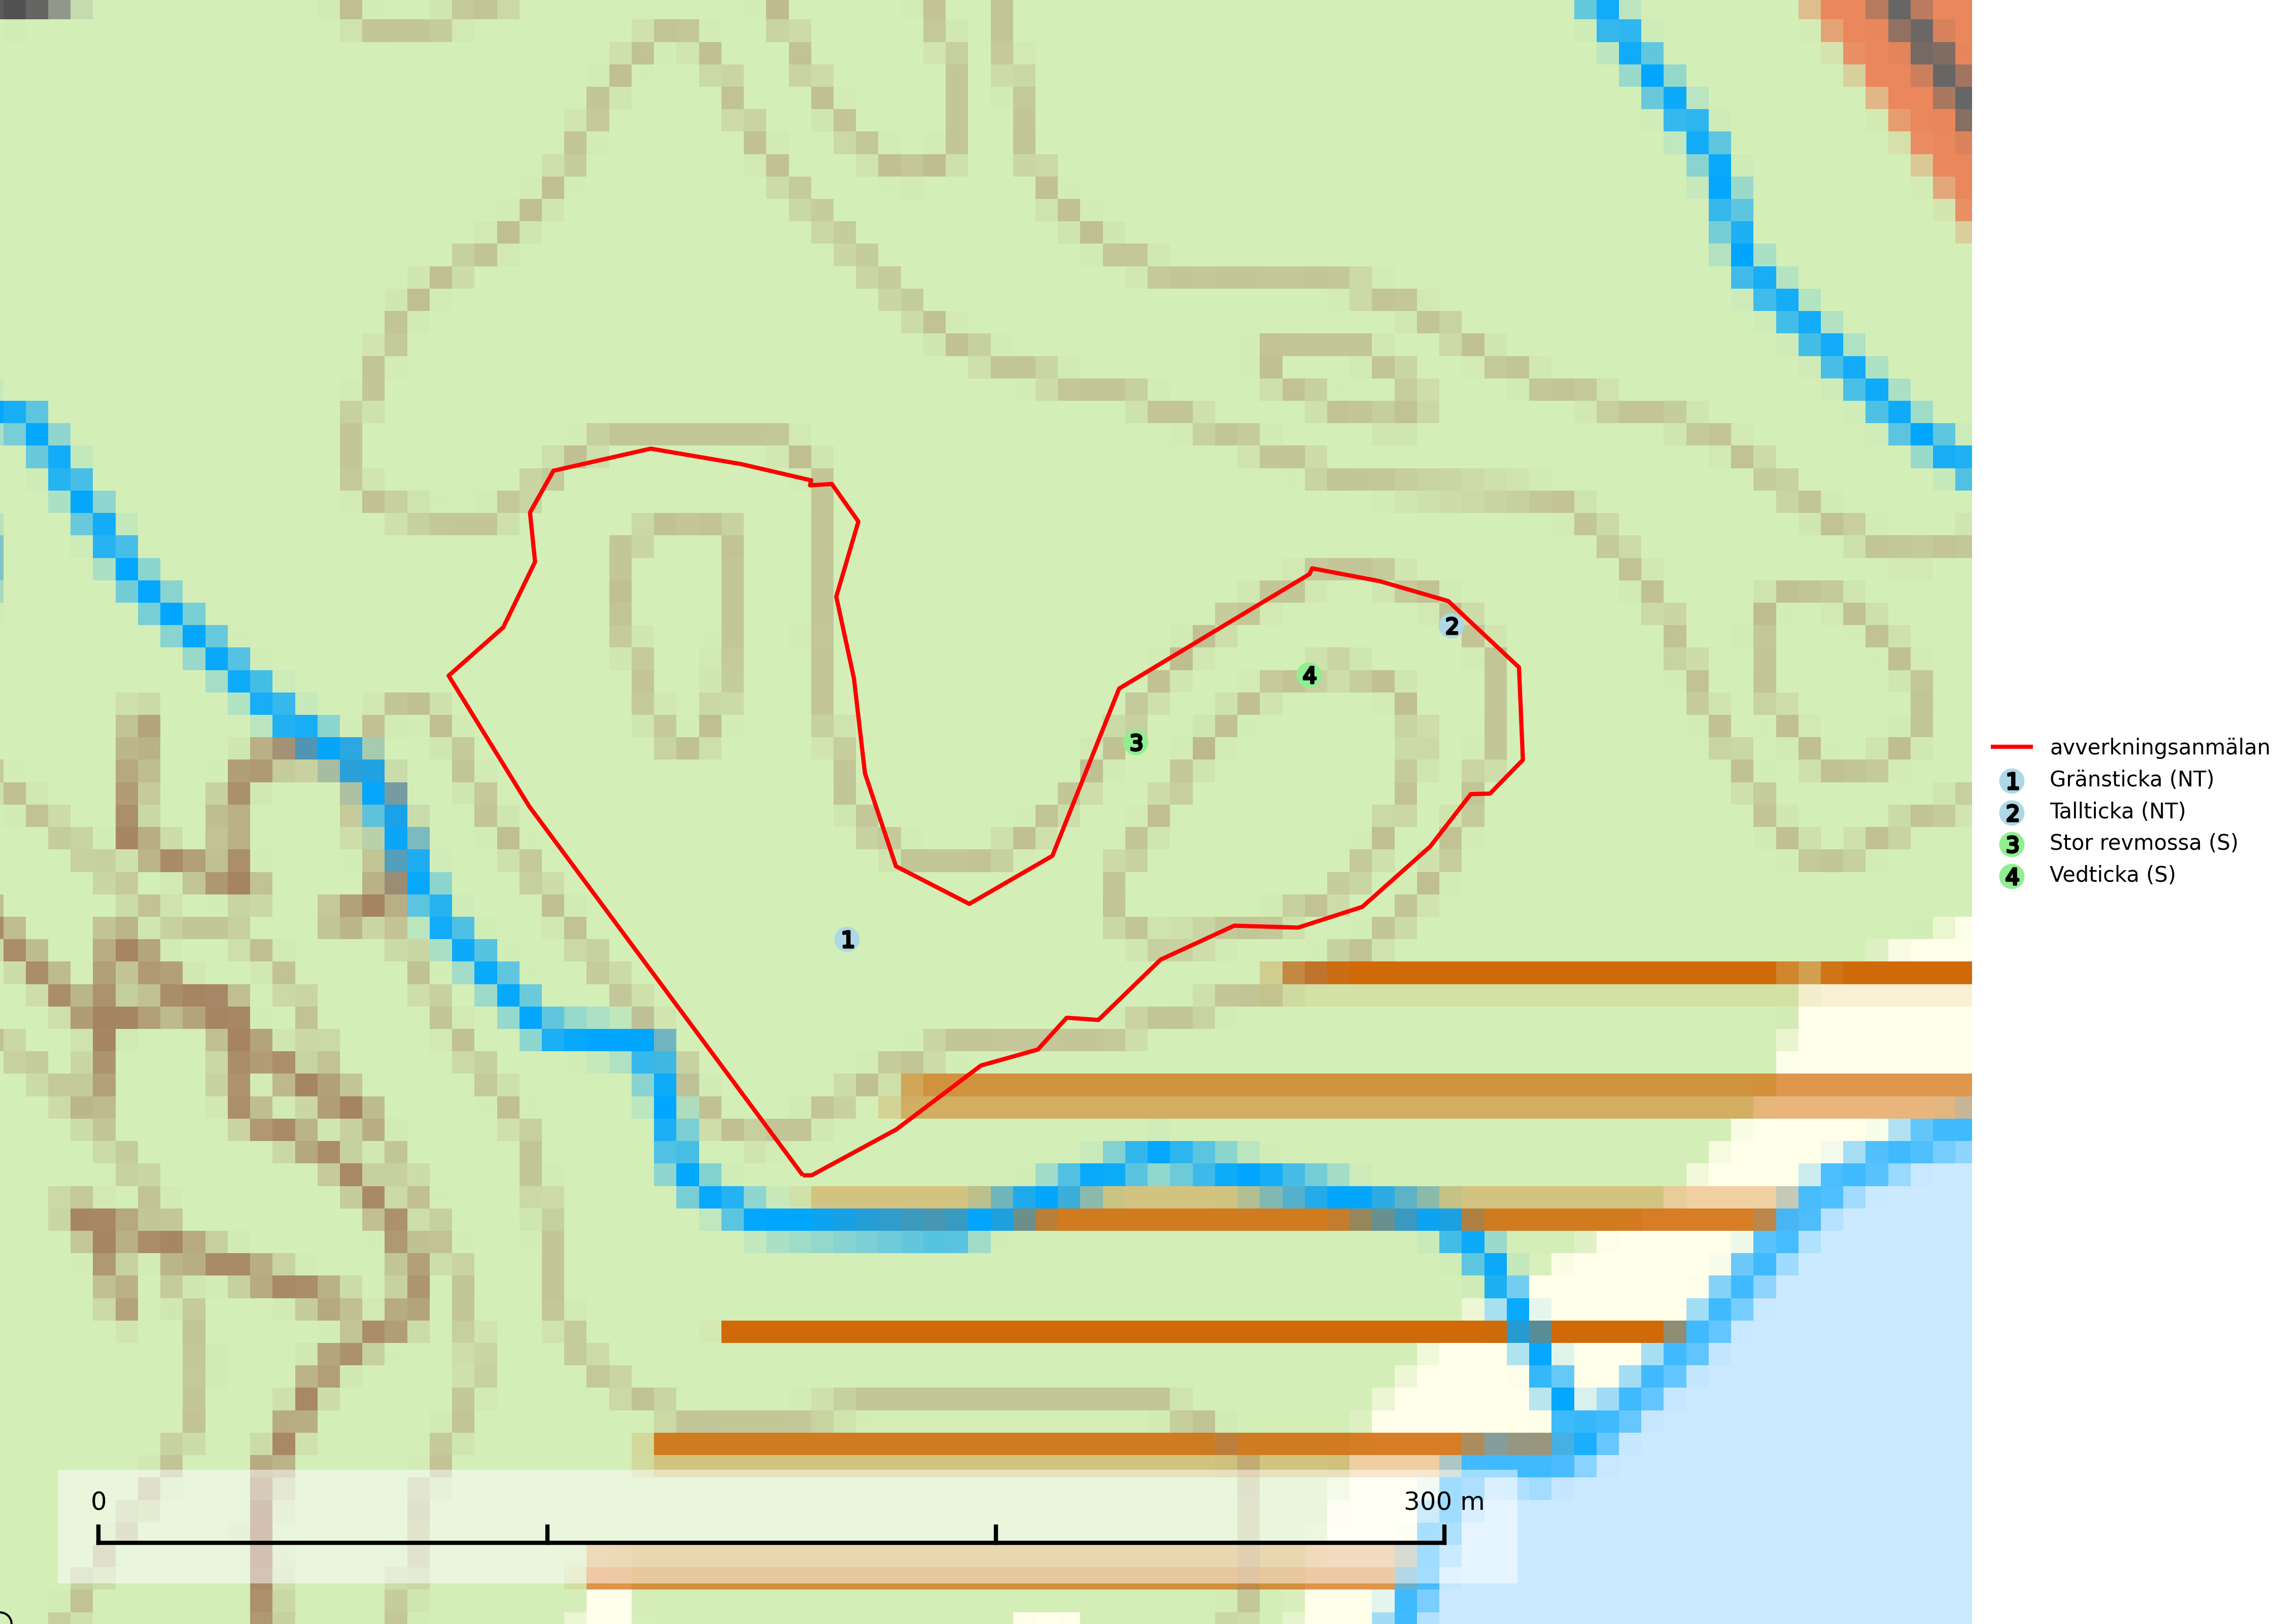 2
4
3
1
avverkningsanmälan
1 Gränsticka (NT)
2 Tallticka (NT)
3 Stor revmossa (S)
4 Vedticka (S)
0 300 m